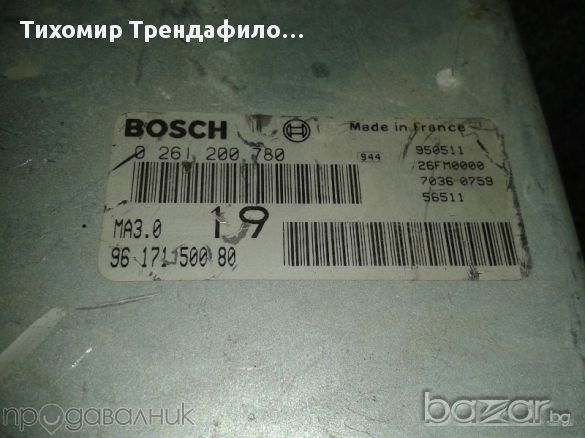 Тихомир Трендафило...
BOSCH
Made in France
0 261 200 780
944
950511
26FM0000
7036 0759
56511
MA3.0
19
96 171 500 80
продавалник
bazar.bg